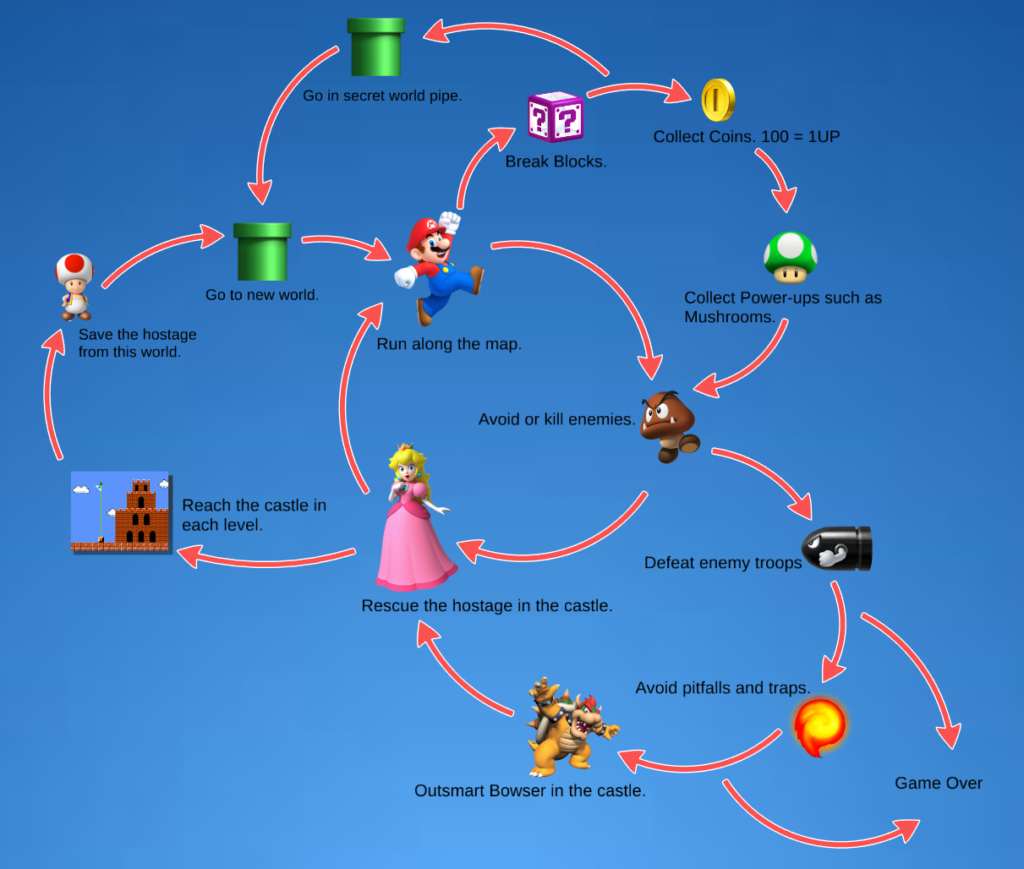 Go in secret world pipe.
Collect Coins. 100 = 1UP
Break Blocks.
Go to new world.
Collect Power-ups such as
Mushrooms.
Save the hostage
from this world.
Run along the map.
Avoid or kill enemies.
Reach the castle in
each level.
Defeat enemy troops
Rescue the hostage in the castle.
Avoid pitfalls and traps.
Outsmart Bowser in the castle.
Game Over
? ?